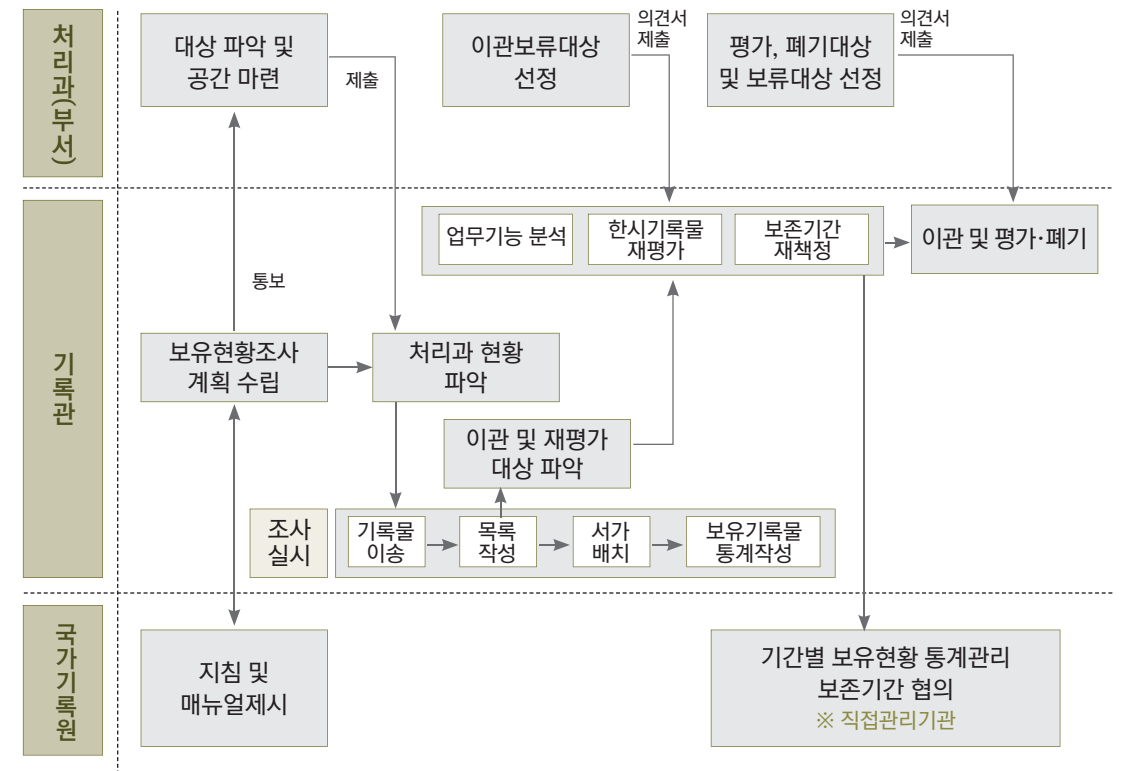 처리과(부서)
대상 파악 및
공간 마련
제출
이관보류대상
선정
의견서
제출
평가, 폐기대상
및 보류대상 선정
의견서
제출
기록관
업무기능 분석
한시기록물
재평가
보존기간
재책정
이관 및 평가·폐기
통보
보유현황조사
계획 수립
처리과 현황
파악
이관 및 재평가
대상 파악
조사
실시
기록물
이송
목록
작성
서가
배치
보유기록물
통계작성
국가기록원
지침 및
매뉴얼제시
기간별 보유현황 통계관리
보존기간 협의
※ 직접관리기관